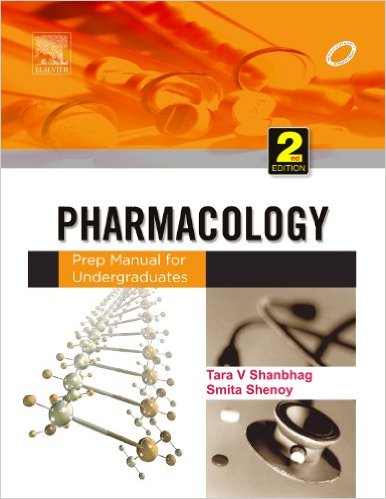 ELSEVIER
2nd
EDITION
PHARMACOLOGY
Prep Manual for
Undergraduates
Tara V Shanbhag
Smita Shenoy